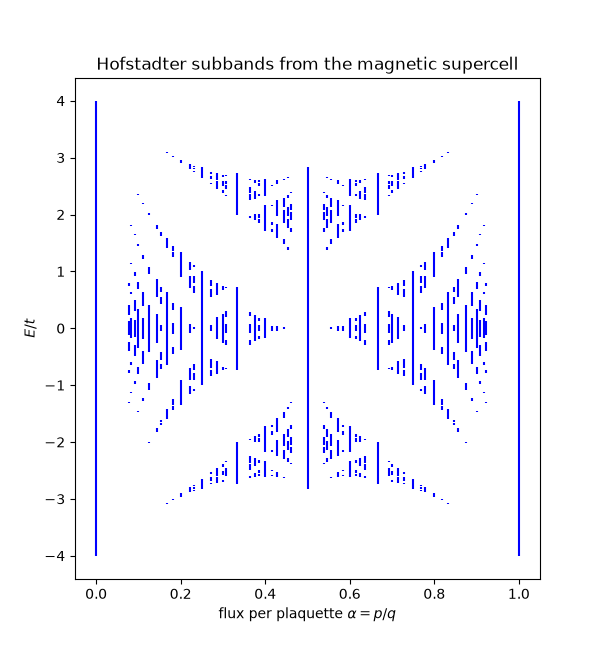 Hofstadter subbands from the magnetic supercell
E/t
4
3
2
1
0
−1
−2
−3
−4
0.0 0.2 0.4 0.6 0.8 1.0
flux per plaquette α = p/q